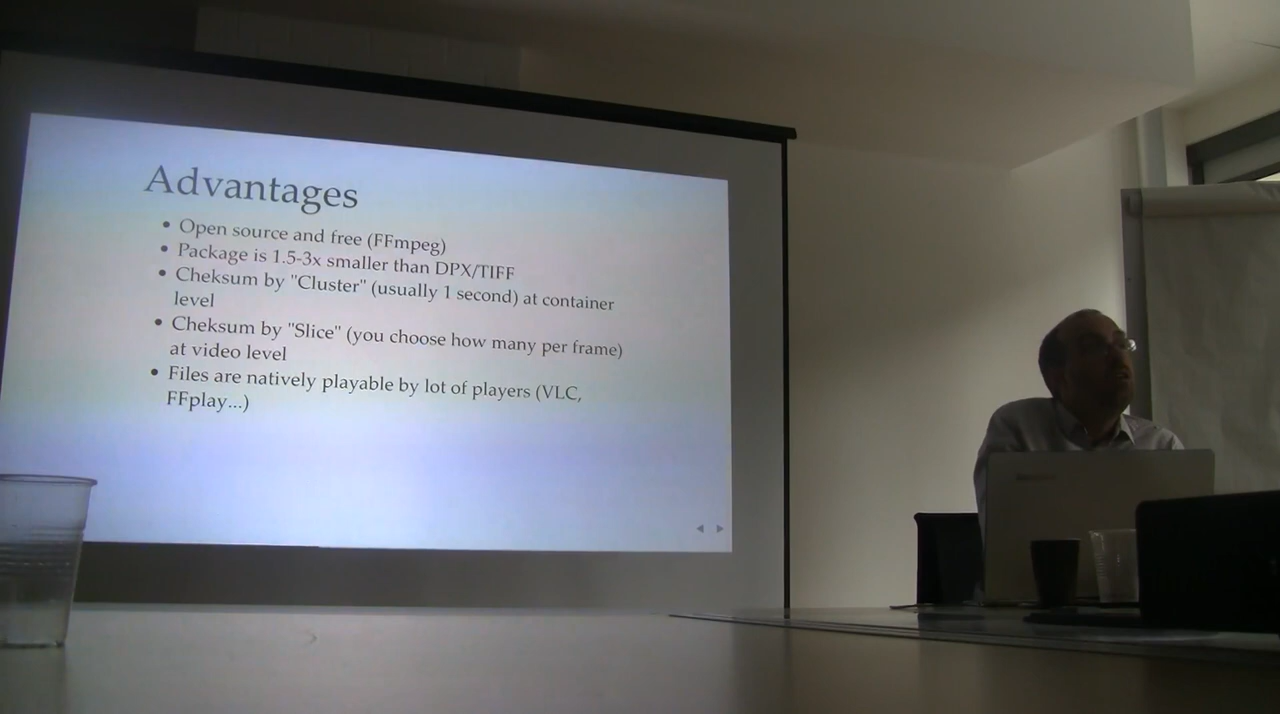 Advantages
• Open source and free (FFmpeg)
• Package is 1.5-3x smaller than DPX/TIFF
• Cheksum by "Cluster" (usually 1 second) at container
level
• Cheksum by "Slice" (you choose how many per frame)
at video level
• Files are natively playable by lot of players (VLC,
FFplay...)